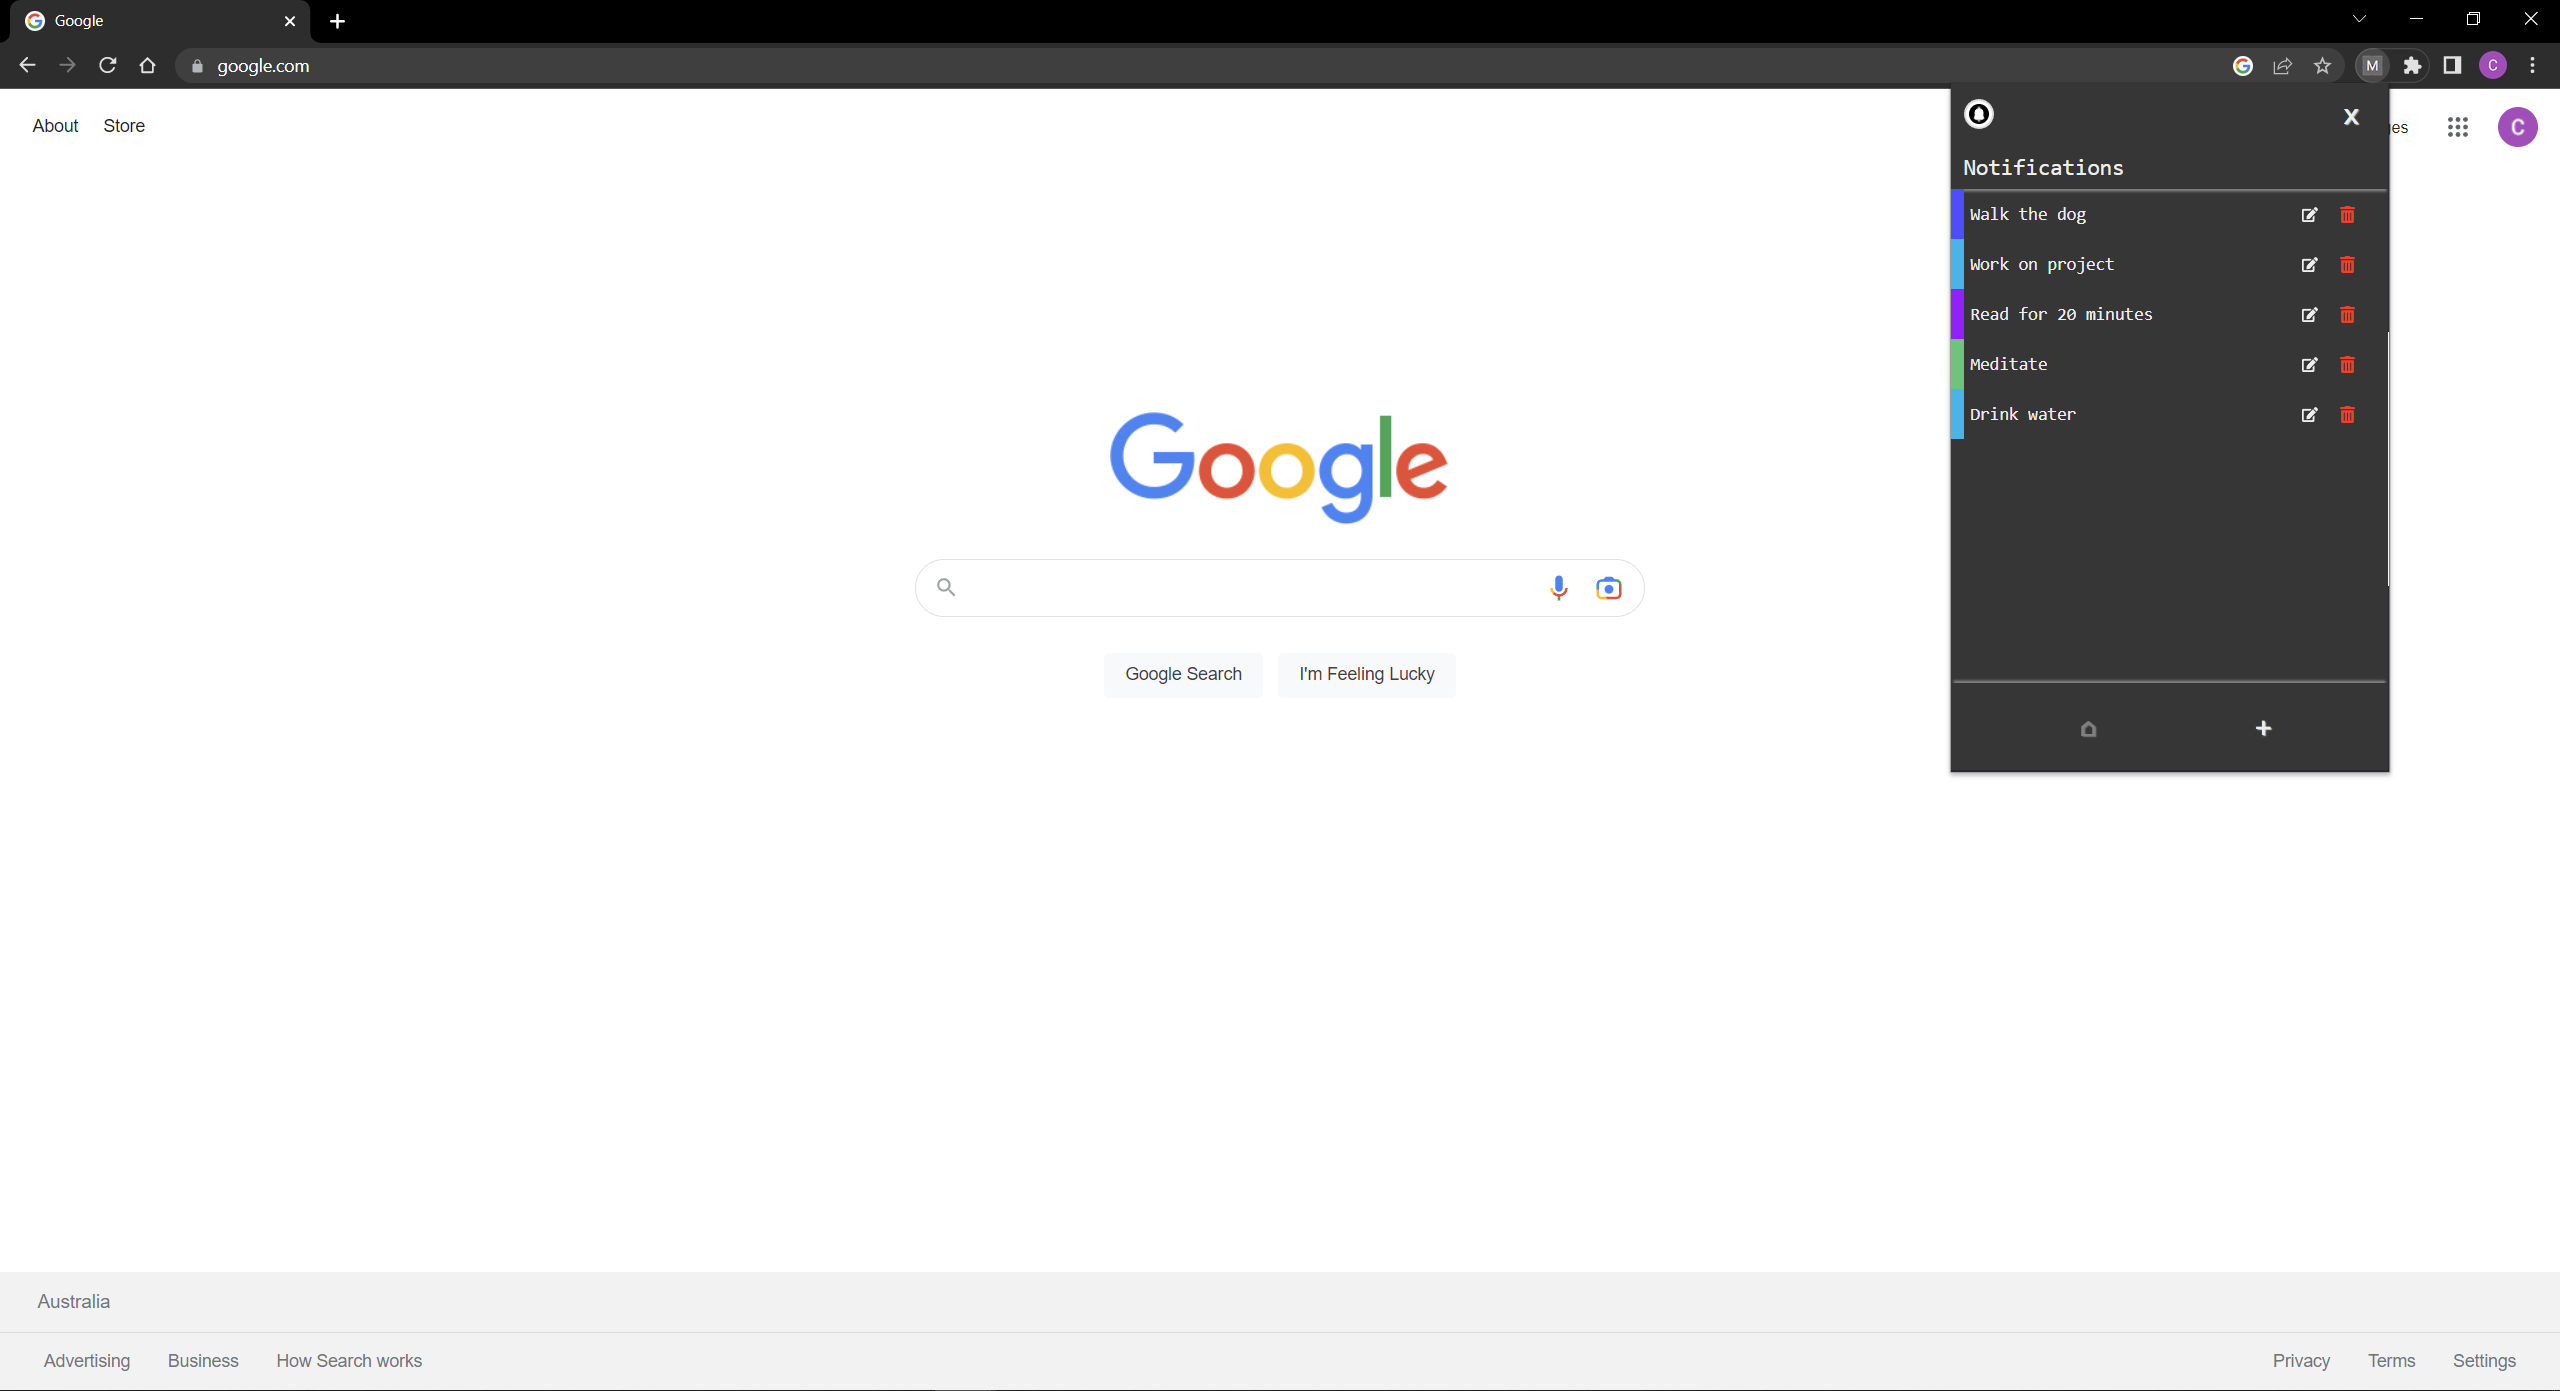 Google
google.com
M
C
About Store
es
C
X
Notifications
Walk the dog
Work on project
Read for 20 minutes
Meditate
Drink water
Google
Google Search I'm Feeling Lucky
Australia
Advertising Business How Search works
Privacy Terms Settings